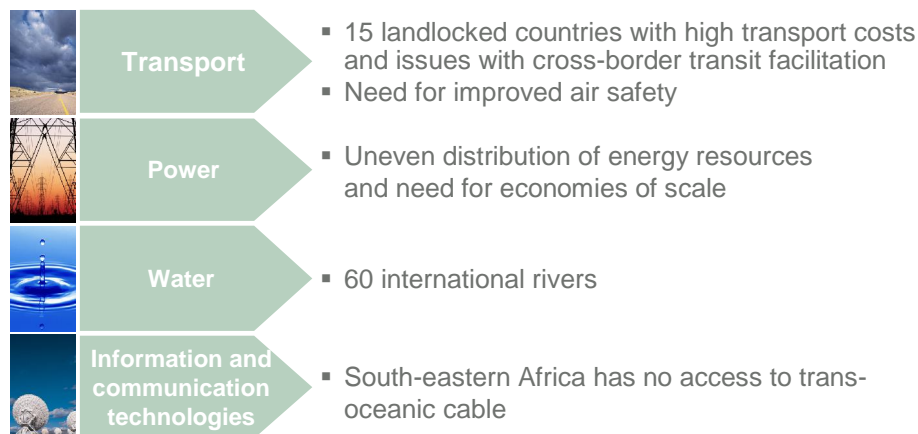 Transport
▪ 15 landlocked countries with high transport costs
and issues with cross-border transit facilitation
▪ Need for improved air safety
Power
▪ Uneven distribution of energy resources
and need for economies of scale
Water
▪ 60 international rivers
Information and
communication
technologies
▪ South-eastern Africa has no access to trans-
oceanic cable